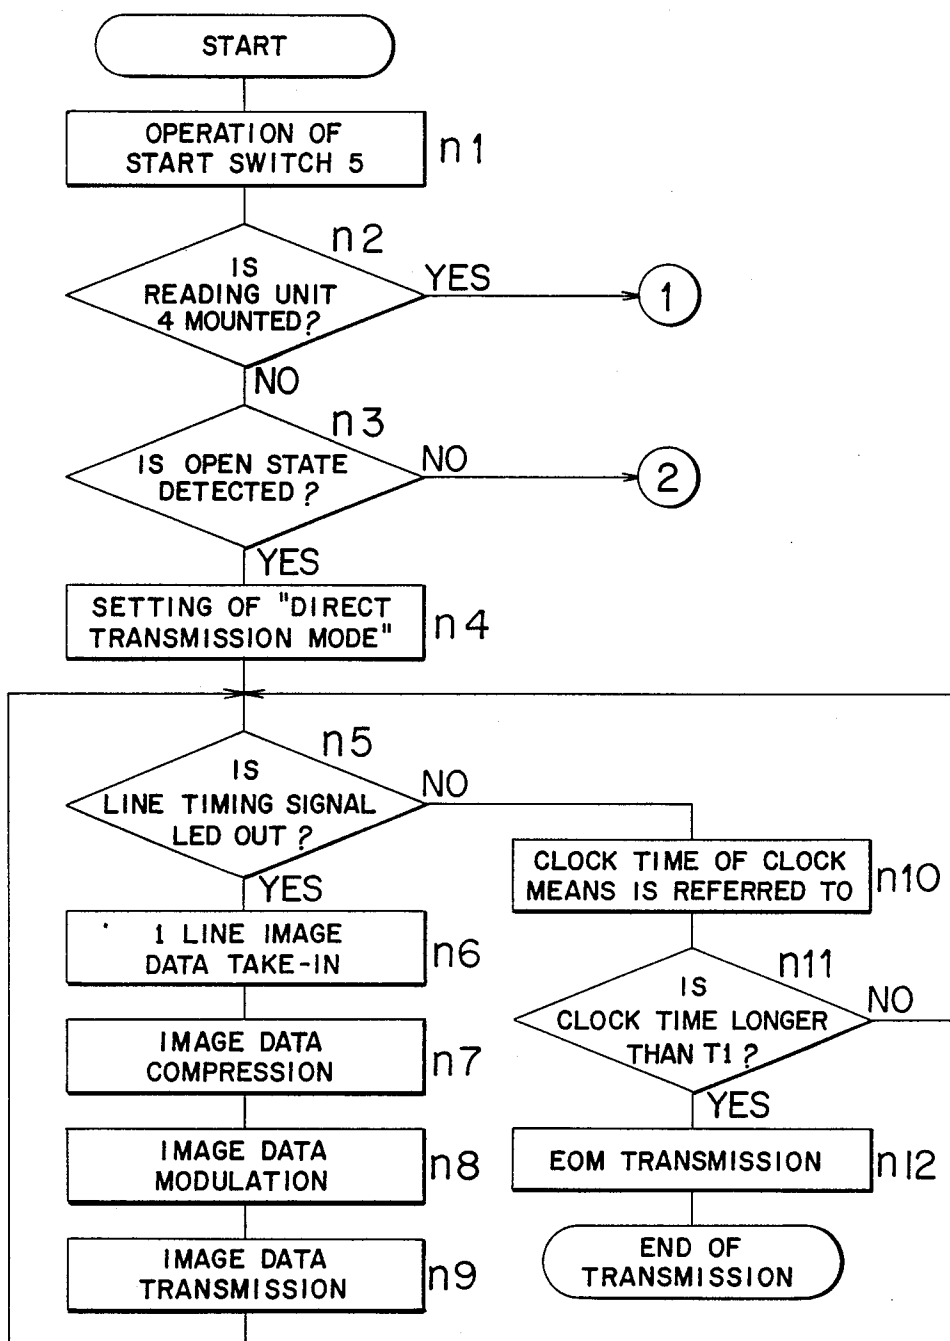 START
OPERATION OF
START SWITCH 5
n1
n2
IS
READING UNIT
4 MOUNTED?
YES
1
NO
n3
IS OPEN STATE
DETECTED?
NO
2
YES
SETTING OF "DIRECT
TRANSMISSION MODE"
n4
n5
IS
LINE TIMING SIGNAL
LED OUT?
NO
YES
1 LINE IMAGE
DATA TAKE-IN
n6
IMAGE DATA
COMPRESSION
n7
IMAGE DATA
MODULATION
n8
IMAGE DATA
TRANSMISSION
n9
CLOCK TIME OF CLOCK
MEANS IS REFERRED TO
n10
n11
IS
CLOCK TIME LONGER
THAN T1?
NO
YES
EOM TRANSMISSION
n12
END OF
TRANSMISSION